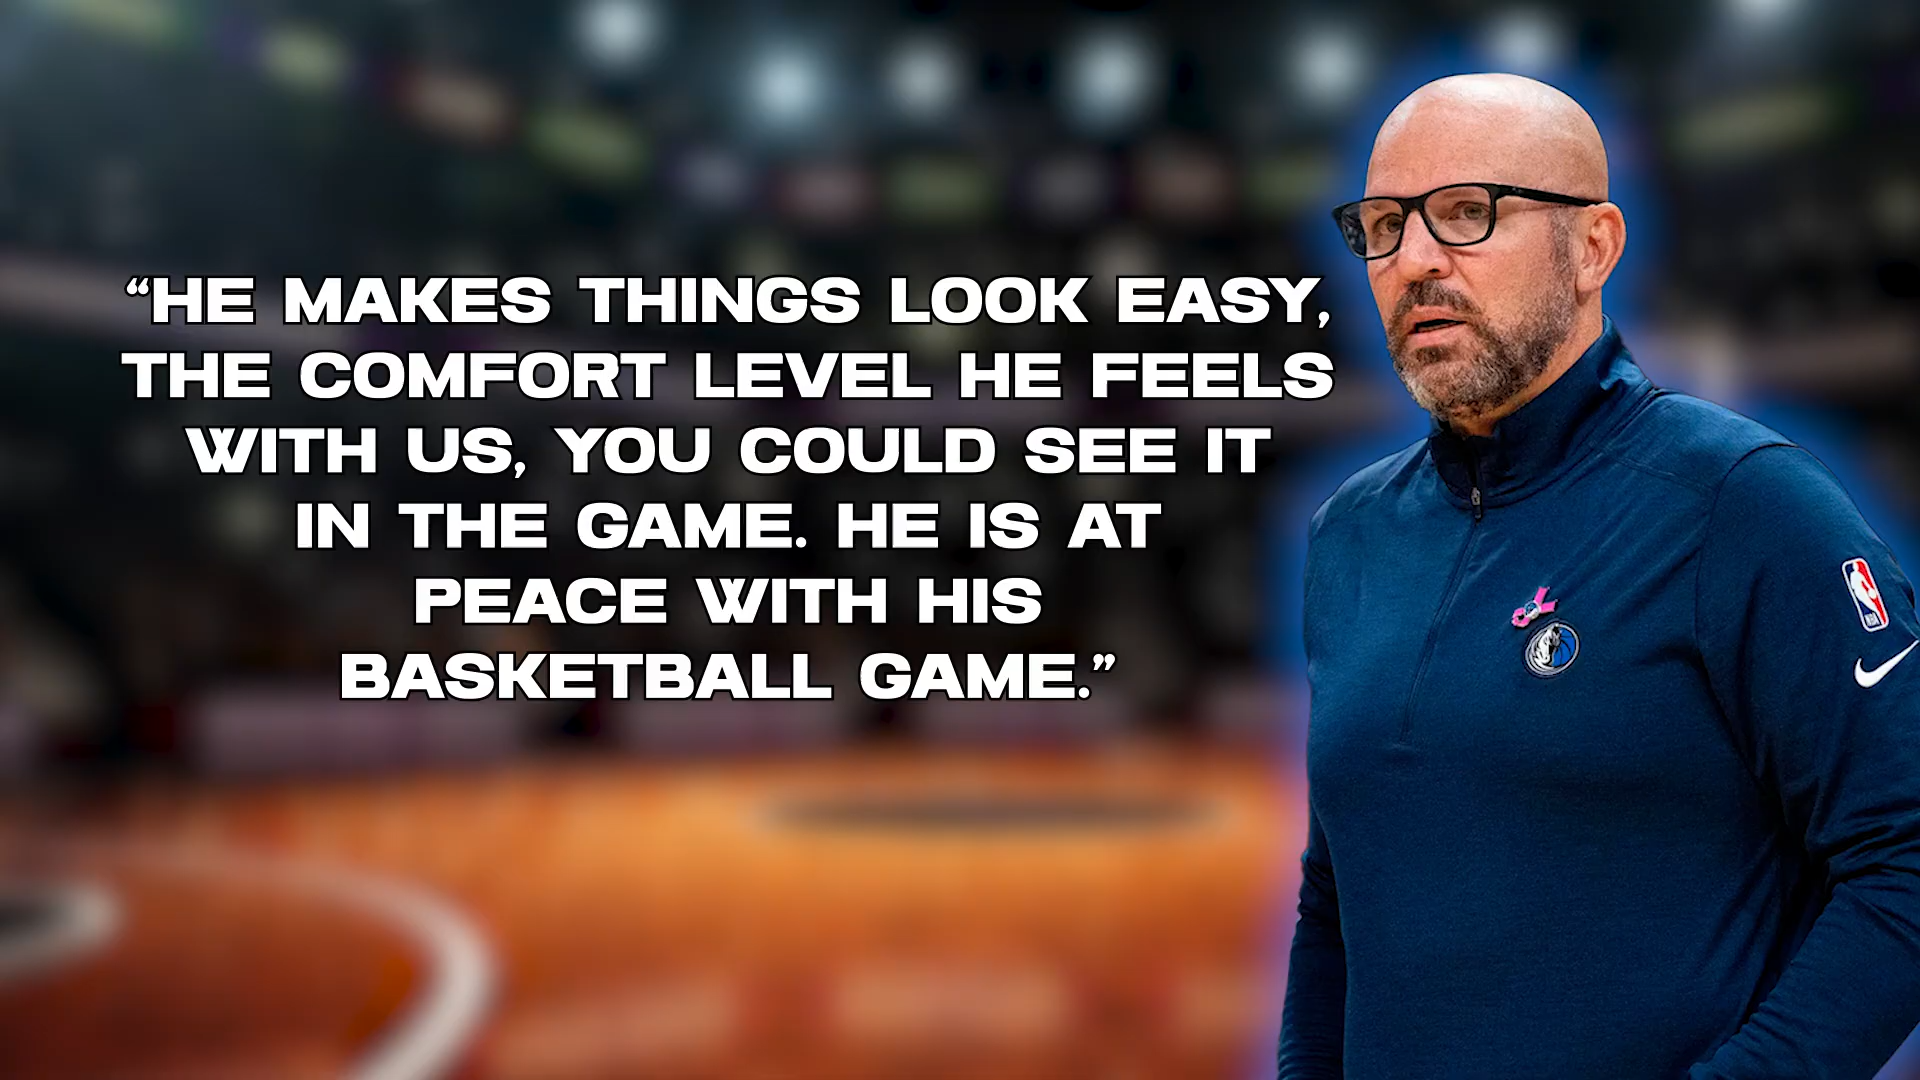 “HE MAKES THINGS LOOK EASY,
THE COMFORT LEVEL HE FEELS
WITH US, YOU COULD SEE IT
IN THE GAME. HE IS AT
PEACE WITH HIS
BASKETBALL GAME.”
NBA